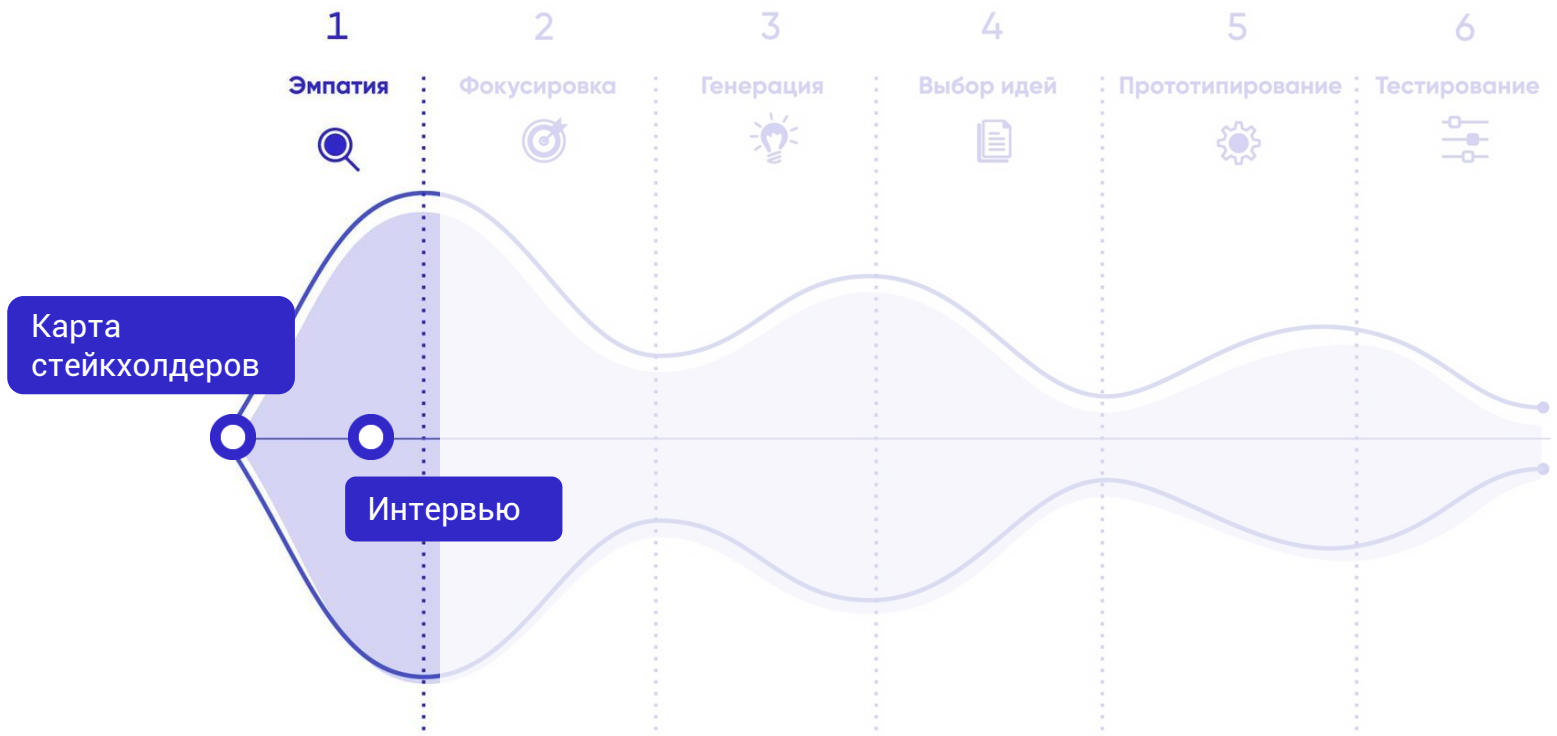 1
2
3
4
5
6
Эмпатия
Фокусировка
Генерация
Выбор идей
Прототипирование
Тестирование
Карта
стейкхолдеров
Интервью